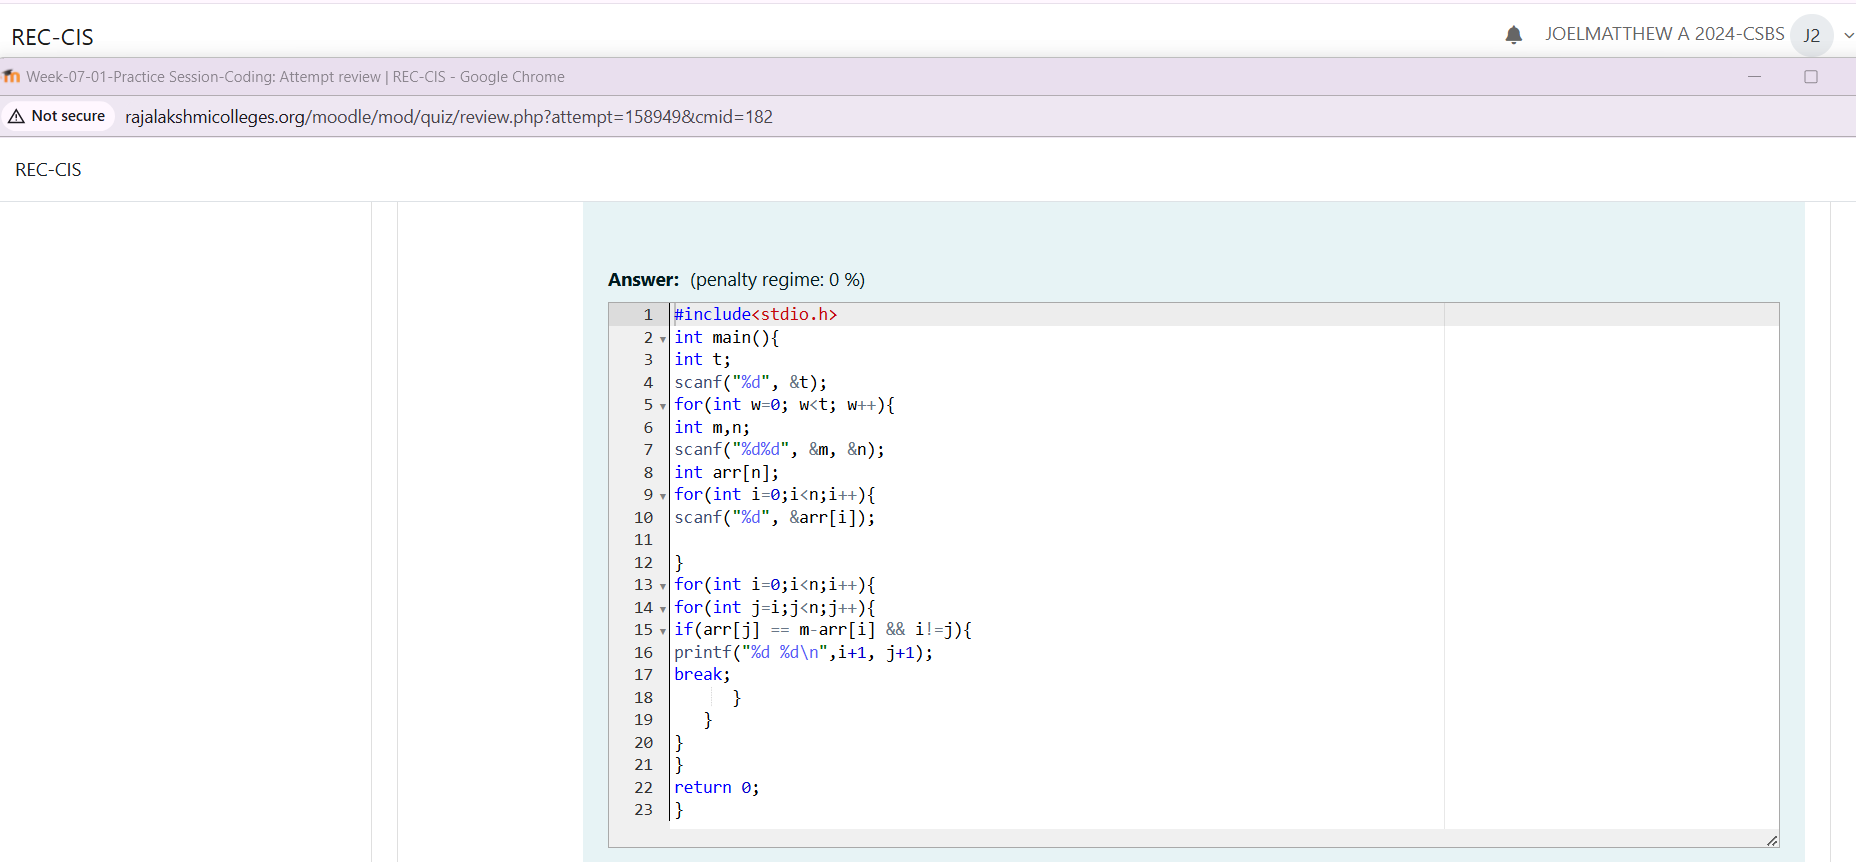 REC-CIS
JOELMATTHEW A 2024-CSBS J2
Week-07-01-Practice Session-Coding: Attempt review | REC-CIS - Google Chrome
Not secure rajalakshmicolleges.org/moodle/mod/quiz/review.php?attempt=158949&cmid=182
REC-CIS
Answer: (penalty regime: 0 %)
1 #include<stdio.h>
2 int main(){
3 int t;
4 scanf("%d", &t);
5 for(int w=0; w<t; w++){
6 int m,n;
7 scanf("%d%d", &m, &n);
8 int arr[n];
9 for(int i=0;i<n;i++){
10 scanf("%d", &arr[i]);
11
12 }
13 for(int i=0;i<n;i++){
14 for(int j=i;j<n;j++){
15 if(arr[j] == m-arr[i] && i!=j){
16 printf("%d %d\n",i+1, j+1);
17 break;
18 }
19 }
20 }
21 }
22 return 0;
23 }